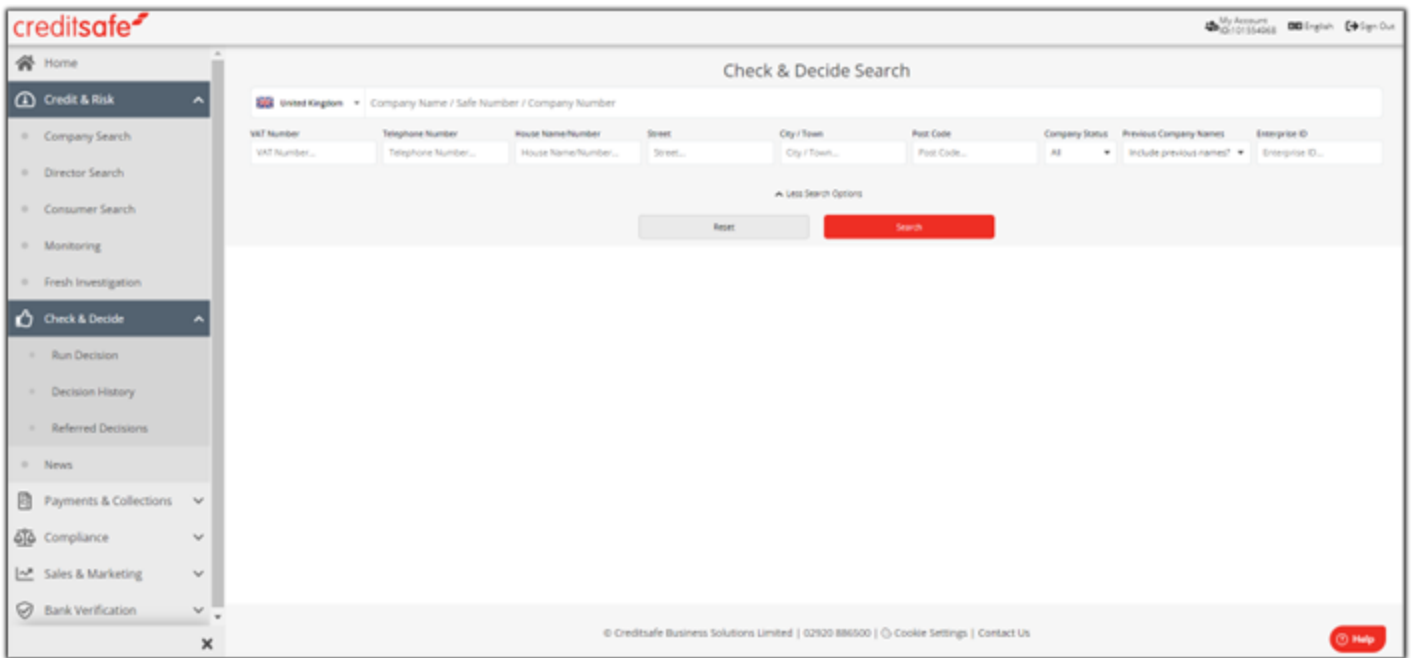 creditsafe
My Account
English
Sign Out
Home
Credit & Risk
Company Search
Director Search
Consumer Search
Monitoring
Fresh Investigation
Check & Decide
Run Decision
Decision History
Referred Decisions
News
Payments & Collections
Compliance
Sales & Marketing
Bank Verification
Check & Decide Search
United Kingdom Company Name / Safe Number / Company Number
VAT Number Telephone Number House Name/Number Street City / Town Post Code Company Status Previous Company Names Enterprise ID
VAT Number... Telephone Number... House Name/Number... Street... City / Town... Post Code... All Include previous names? Enterprise ID...
Less Search Options
Reset Search
© Creditsafe Business Solutions Limited | 02920 886500 | Cookie Settings | Contact Us
Help